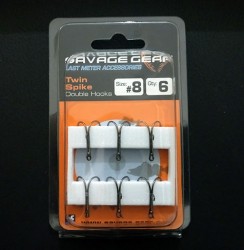 SAVAGE GEAR
LAST METER ACCESSORIES
Twin
Spike
Double Hooks
Size: #8
Qty: 6